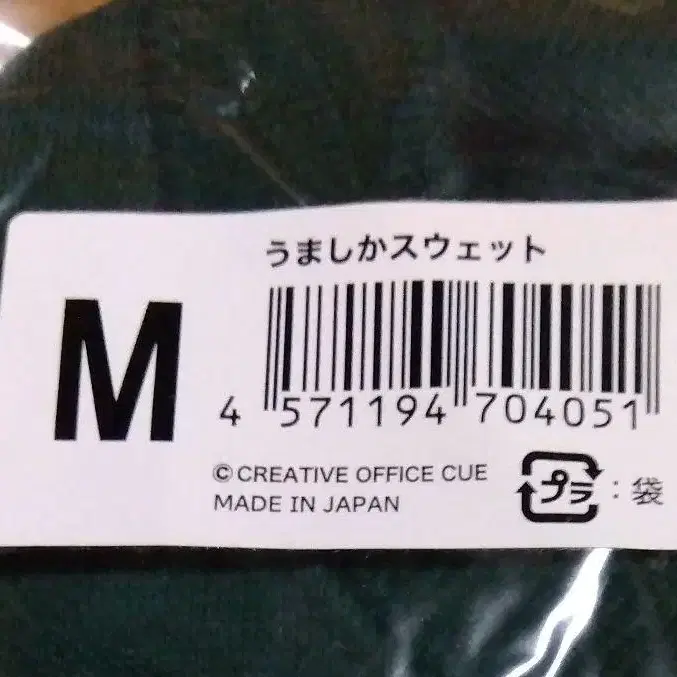 うましかスウェット
M
4 571194 704051
©CREATIVE OFFICE CUE
MADE IN JAPAN
プラ:袋